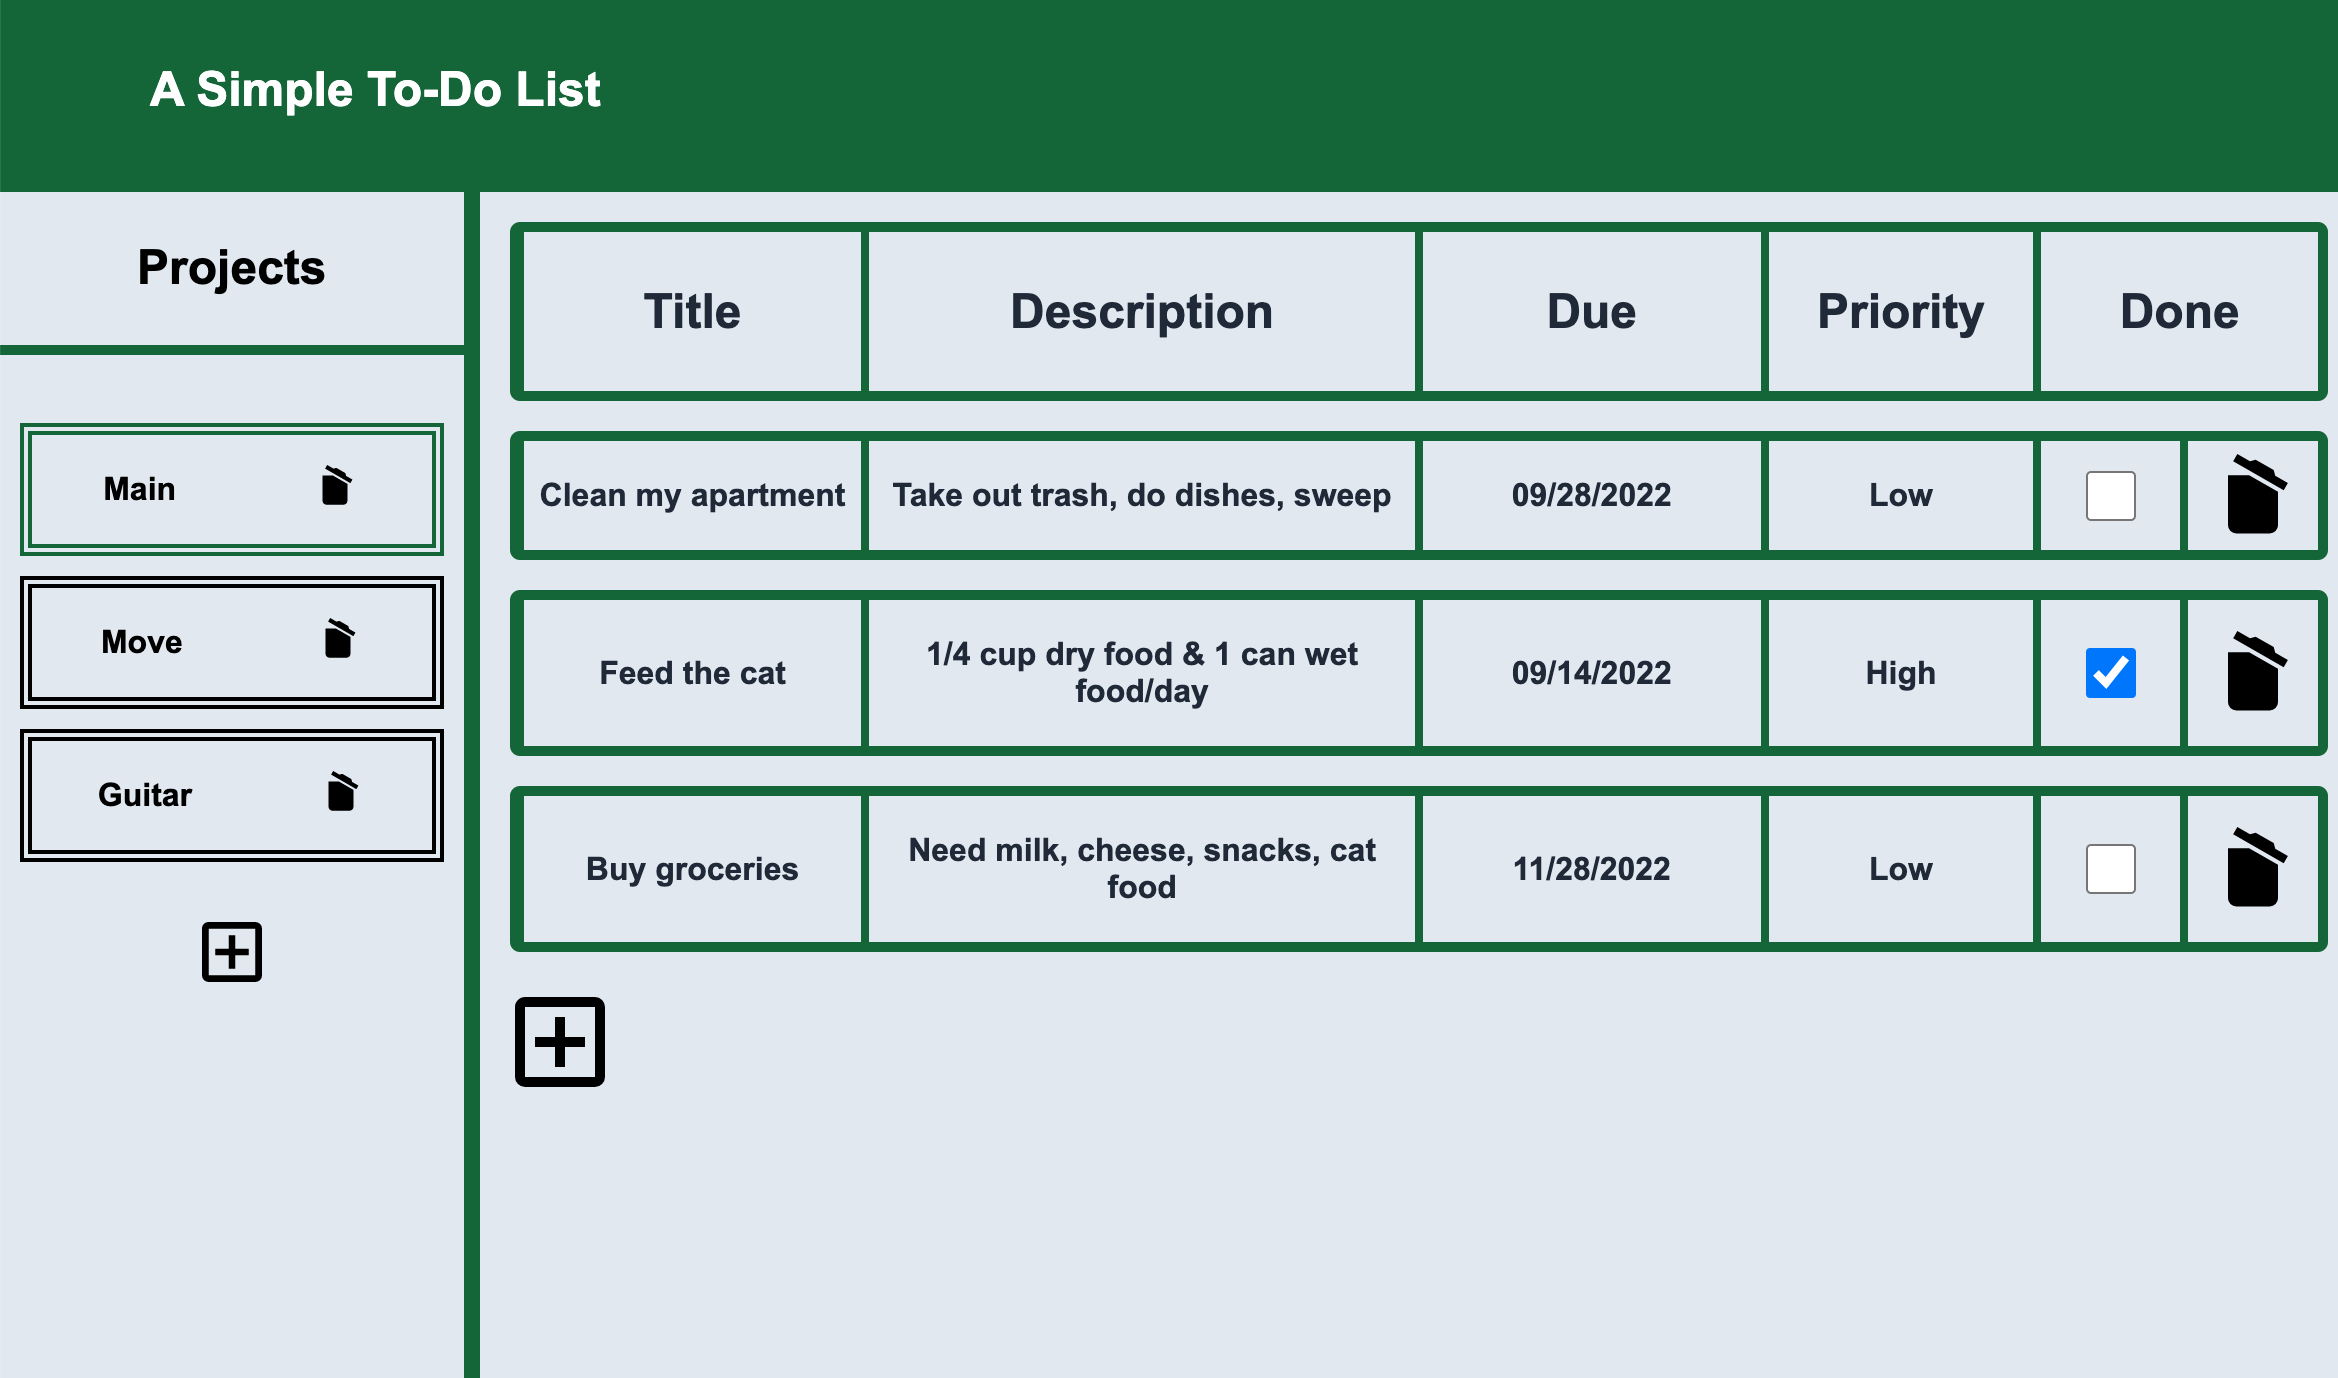 A Simple To-Do List
Projects
Main
Move
Guitar
Title Description Due Priority Done
Clean my apartment Take out trash, do dishes, sweep 09/28/2022 Low
Feed the cat 1/4 cup dry food & 1 can wet
food/day 09/14/2022 High
Buy groceries Need milk, cheese, snacks, cat
food 11/28/2022 Low